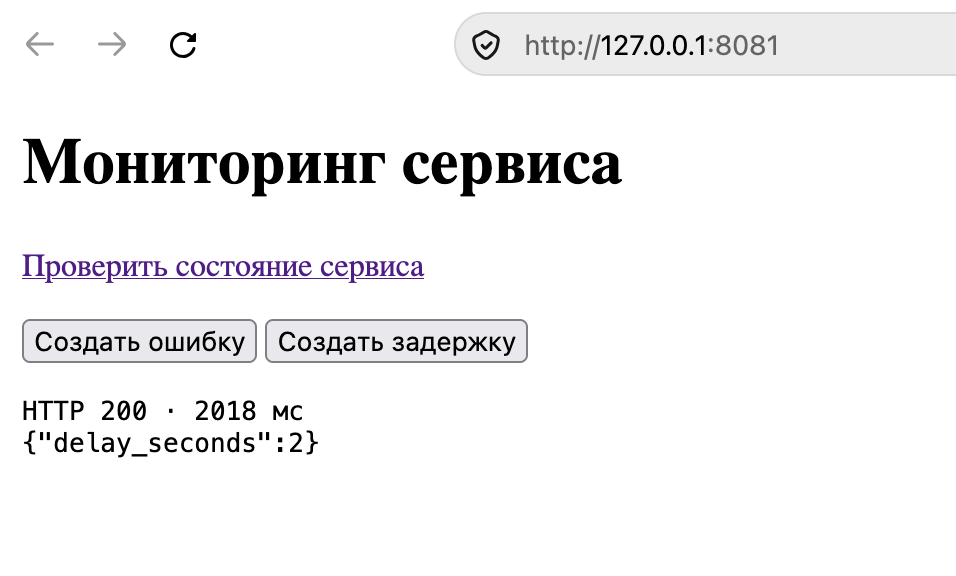 http://127.0.0.1:8081
Мониторинг сервиса
Проверить состояние сервиса
Создать ошибку Создать задержку
HTTP 200 · 2018 мс
{"delay_seconds":2}